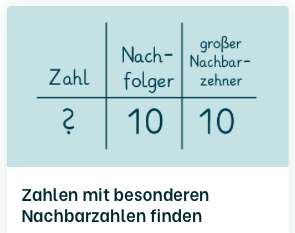 großer
Nach- Nachbar-
Zahl folger zehner
? 10 10
Zahlen mit besonderen
Nachbarzahlen finden